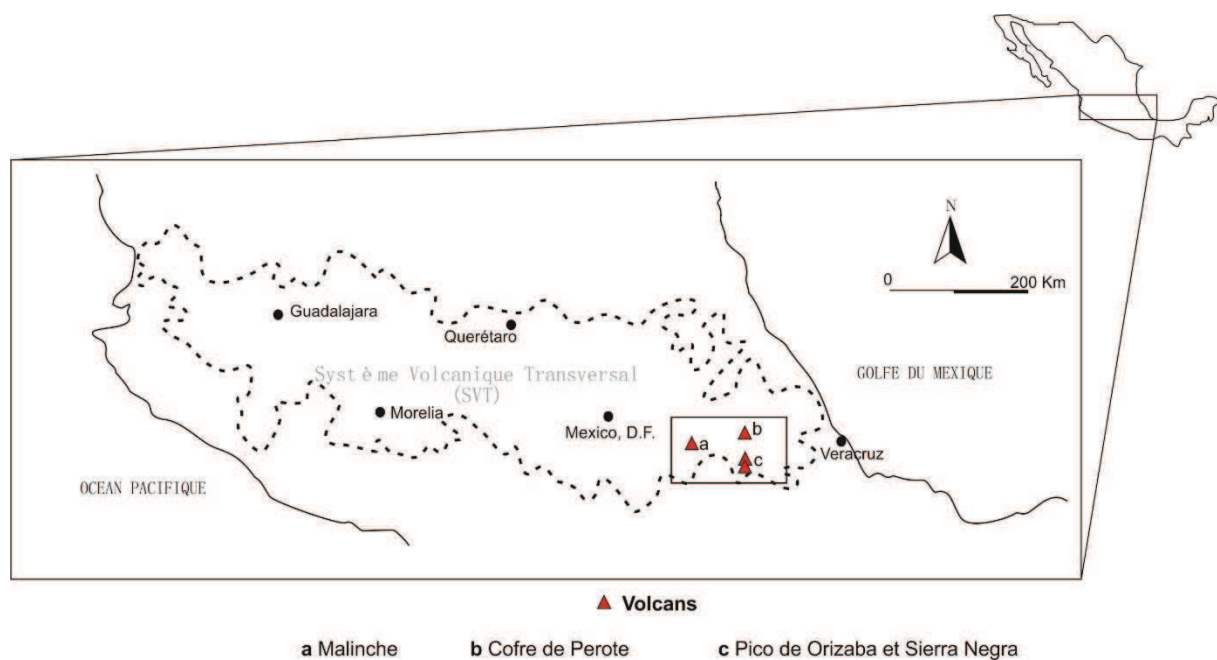 N
0
200 Km
Guadalajara
Querétaro
GOLFE DU MEXIQUE
Système Volcanique Transversal
(SVT)
Morelia
Mexico, D.F.
b
a
c
Veracruz
OCEAN PACIFIQUE
Volcans
a Malinche
b Cofre de Perote
c Pico de Orizaba et Sierra Negra